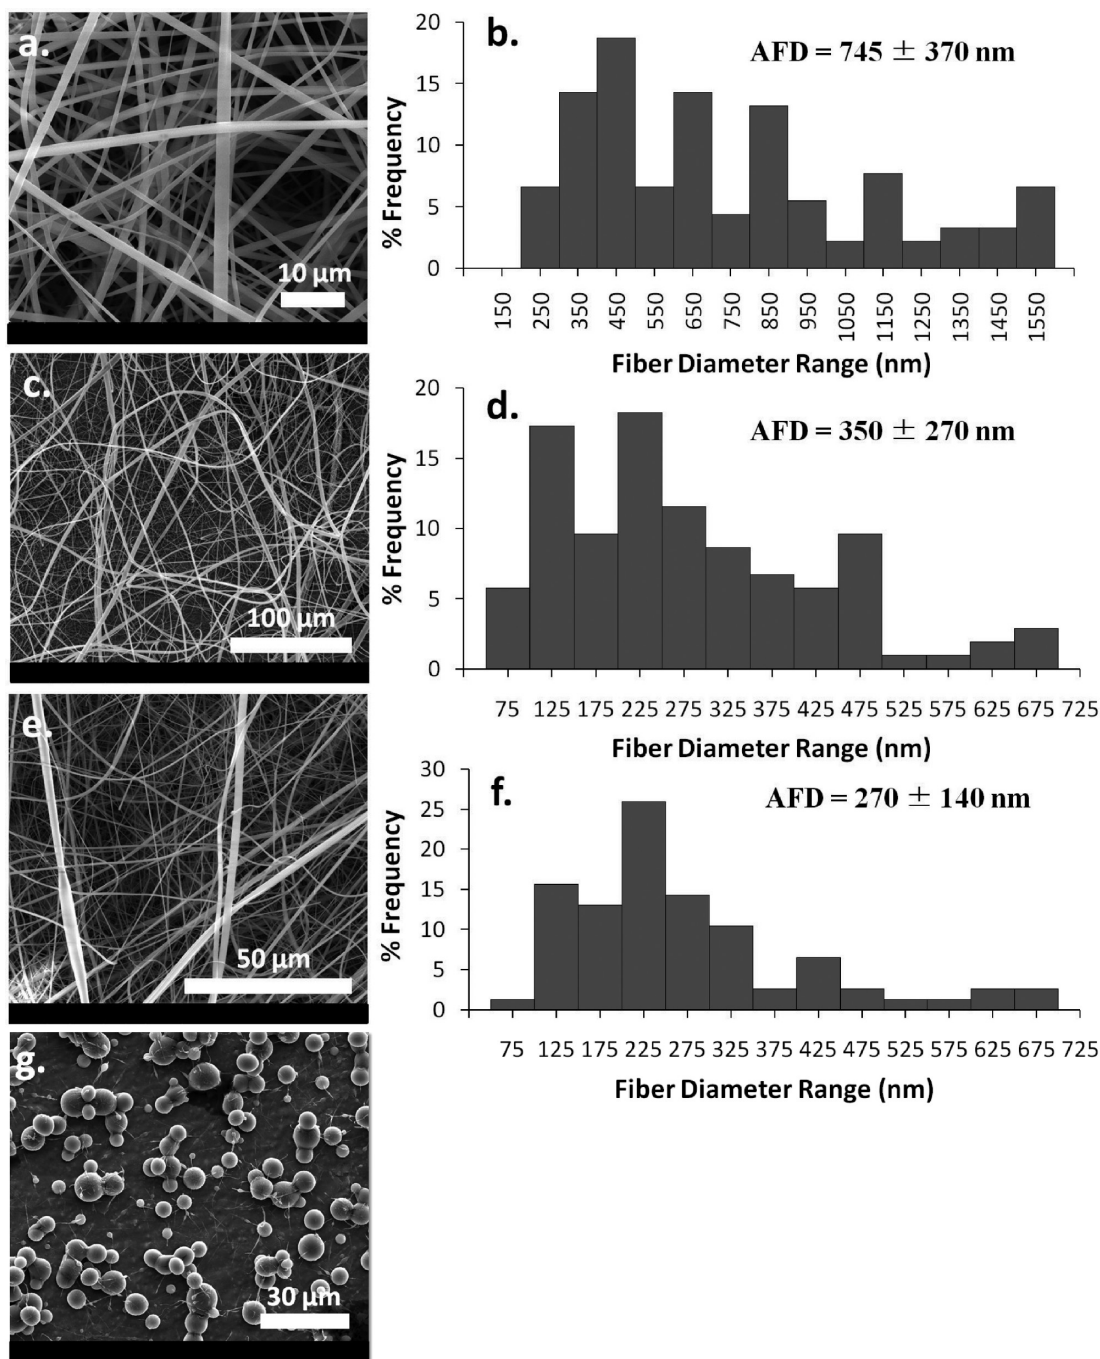 a.
10 µm
b.
AFD = 745 ± 370 nm
20
15
10
5
0
% Frequency
150 250 350 450 550 650 750 850 950 1050 1150 1250 1350 1450 1550
Fiber Diameter Range (nm)
c.
100 µm
d.
AFD = 350 ± 270 nm
20
15
10
5
0
% Frequency
75 125 175 225 275 325 375 425 475 525 575 625 675 725
Fiber Diameter Range (nm)
e.
50 µm
f.
AFD = 270 ± 140 nm
30
25
20
15
10
5
0
% Frequency
75 125 175 225 275 325 375 425 475 525 575 625 675 725
Fiber Diameter Range (nm)
g.
30 µm